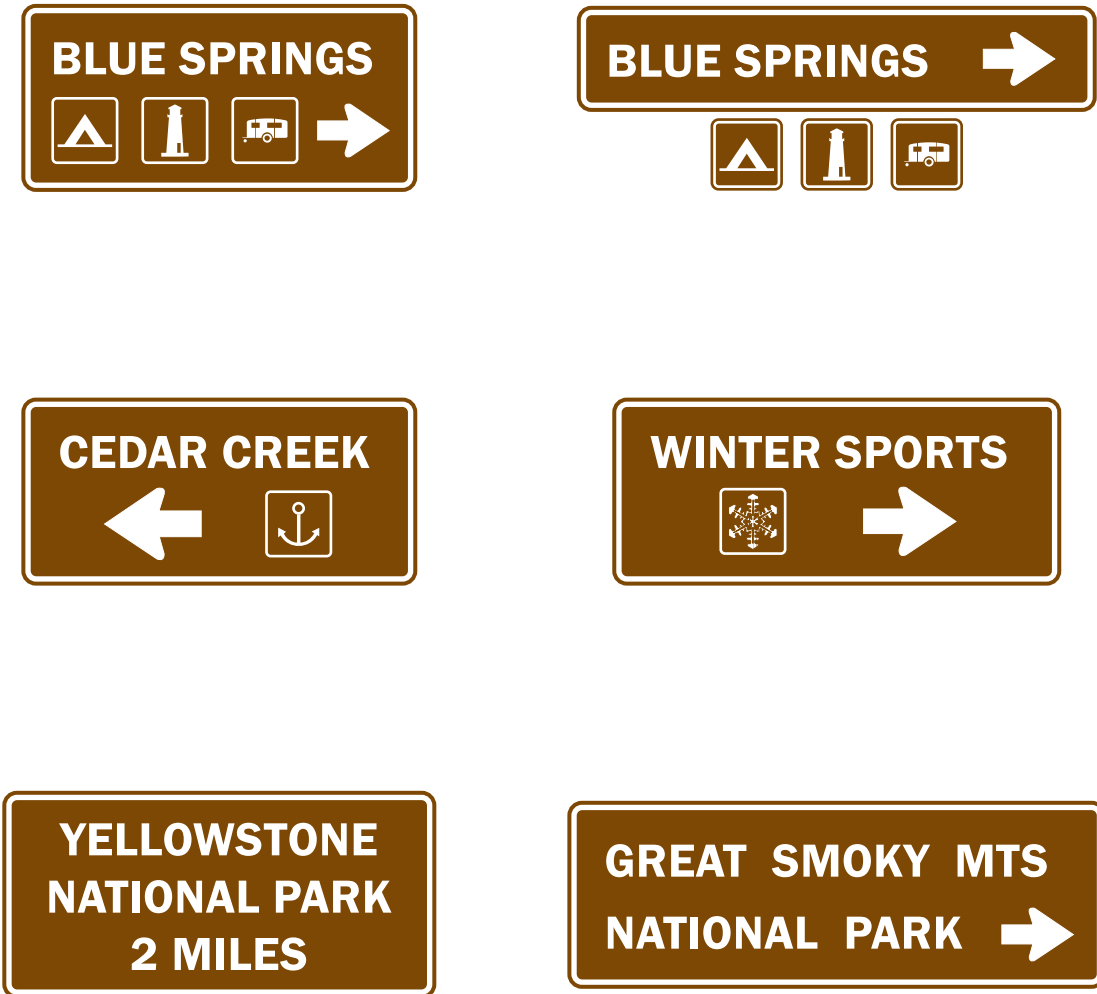 BLUE SPRINGS
BLUE SPRINGS
CEDAR CREEK
WINTER SPORTS
YELLOWSTONE
NATIONAL PARK
2 MILES
GREAT SMOKY MTS
NATIONAL PARK